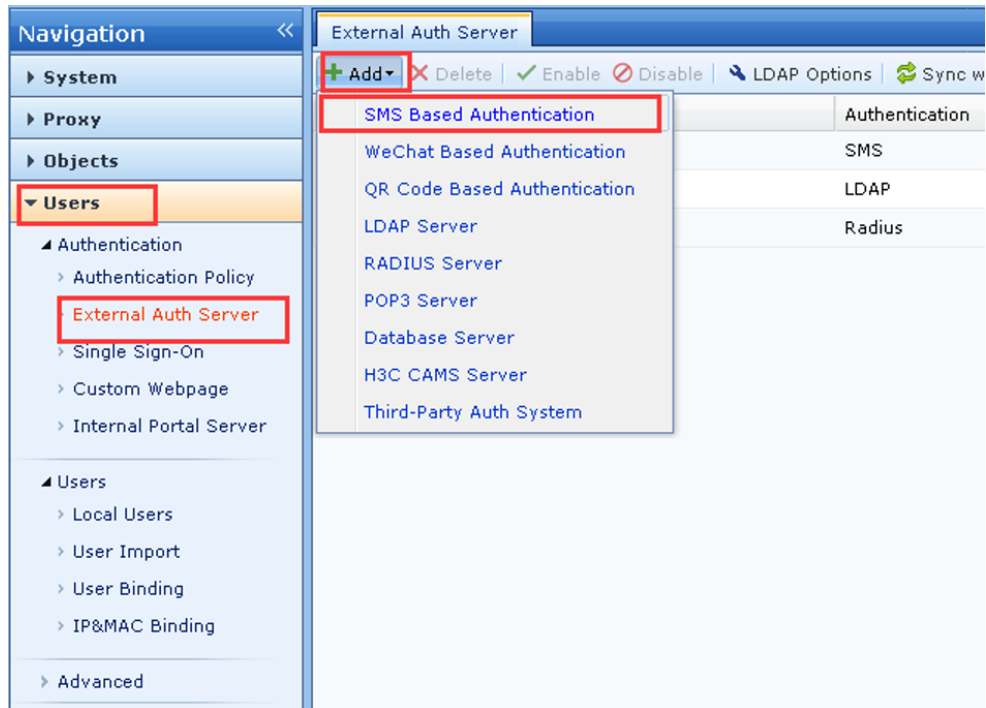 Navigation
System
Proxy
Objects
Users
Authentication
Authentication Policy
External Auth Server
Single Sign-On
Custom Webpage
Internal Portal Server
Users
Local Users
User Import
User Binding
IP&MAC Binding
Advanced
External Auth Server
Add Delete Enable Disable LDAP Options Sync w
SMS Based Authentication
WeChat Based Authentication
QR Code Based Authentication
LDAP Server
RADIUS Server
POP3 Server
Database Server
H3C CAMS Server
Third-Party Auth System
Authentication
SMS
LDAP
Radius